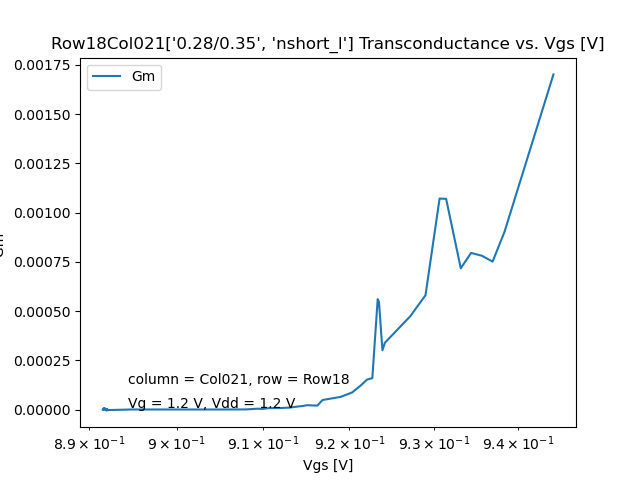 Row18Col021['0.28/0.35', 'nshort_l'] Transconductance vs. Vgs [V]
Gm
0.00175
0.00150
0.00125
0.00100
0.00075
0.00050
0.00025
0.00000
column = Col021, row = Row18
Vg = 1.2 V, Vdd = 1.2 V
8.9 × 10⁻¹ 9 × 10⁻¹ 9.1 × 10⁻¹ 9.2 × 10⁻¹ 9.3 × 10⁻¹ 9.4 × 10⁻¹
Vgs [V]